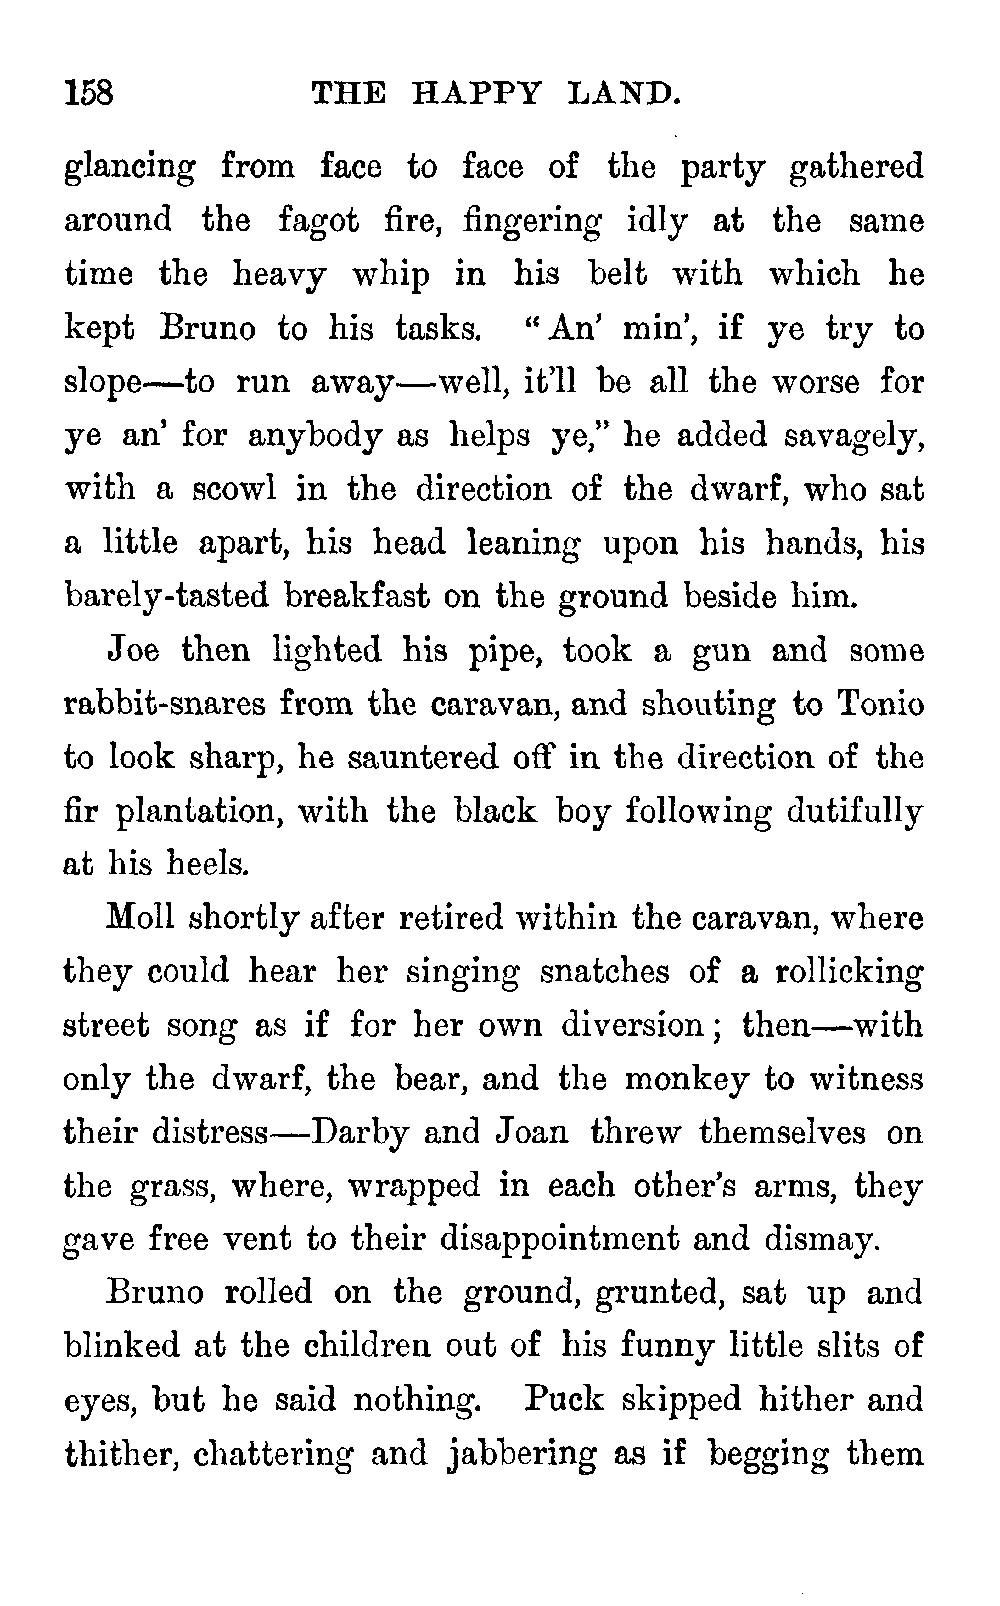 158 THE HAPPY LAND.
glancing from face to face of the party gathered
around the fagot fire, fingering idly at the same
time the heavy whip in his belt with which he
kept Bruno to his tasks. “An’ min’, if ye try to
slope—to run away—well, it’ll be all the worse for
ye an’ for anybody as helps ye,” he added savagely,
with a scowl in the direction of the dwarf, who sat
a little apart, his head leaning upon his hands, his
barely-tasted breakfast on the ground beside him.
Joe then lighted his pipe, took a gun and some
rabbit-snares from the caravan, and shouting to Tonio
to look sharp, he sauntered off in the direction of the
fir plantation, with the black boy following dutifully
at his heels.
Moll shortly after retired within the caravan, where
they could hear her singing snatches of a rollicking
street song as if for her own diversion; then—with
only the dwarf, the bear, and the monkey to witness
their distress—Darby and Joan threw themselves on
the grass, where, wrapped in each other’s arms, they
gave free vent to their disappointment and dismay.
Bruno rolled on the ground, grunted, sat up and
blinked at the children out of his funny little slits of
eyes, but he said nothing. Puck skipped hither and
thither, chattering and jabbering as if begging them